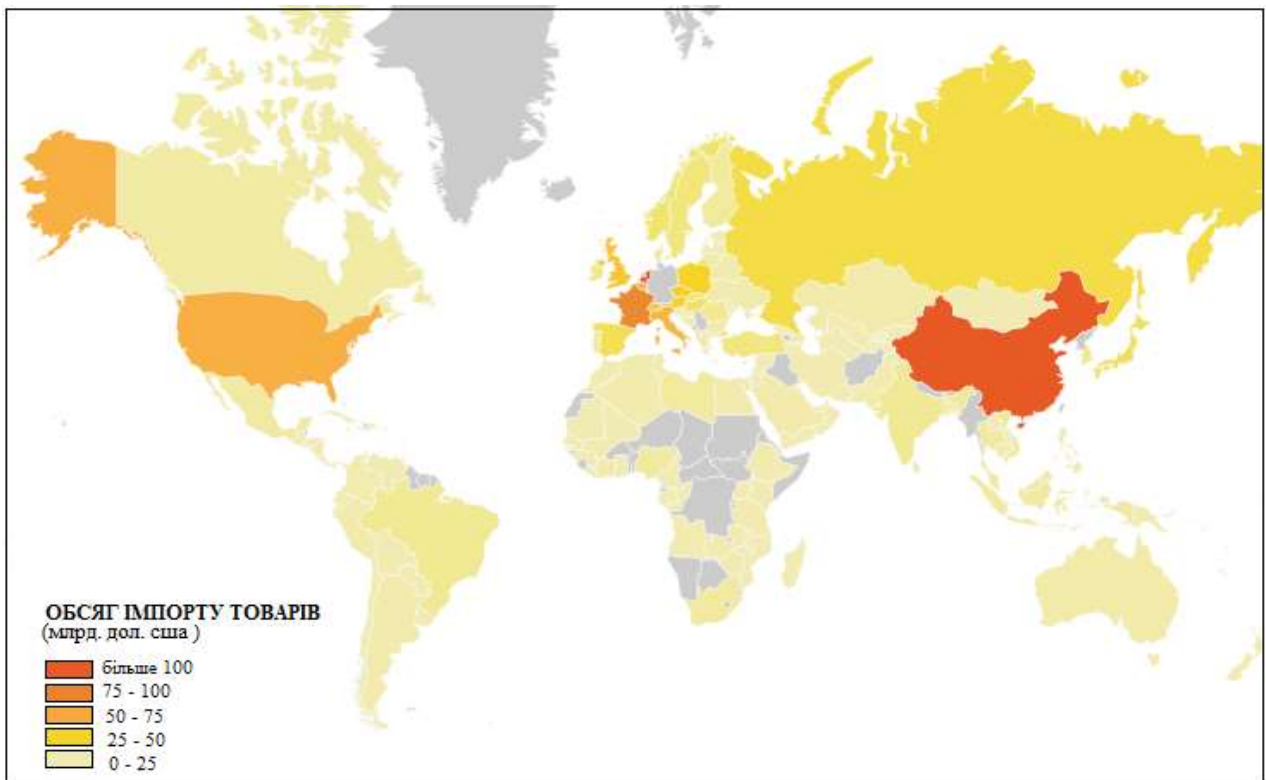 ОБСЯГ ІМПОРТУ ТОВАРІВ
(млрд. дол. сша )
більше 100
75 - 100
50 - 75
25 - 50
0 - 25